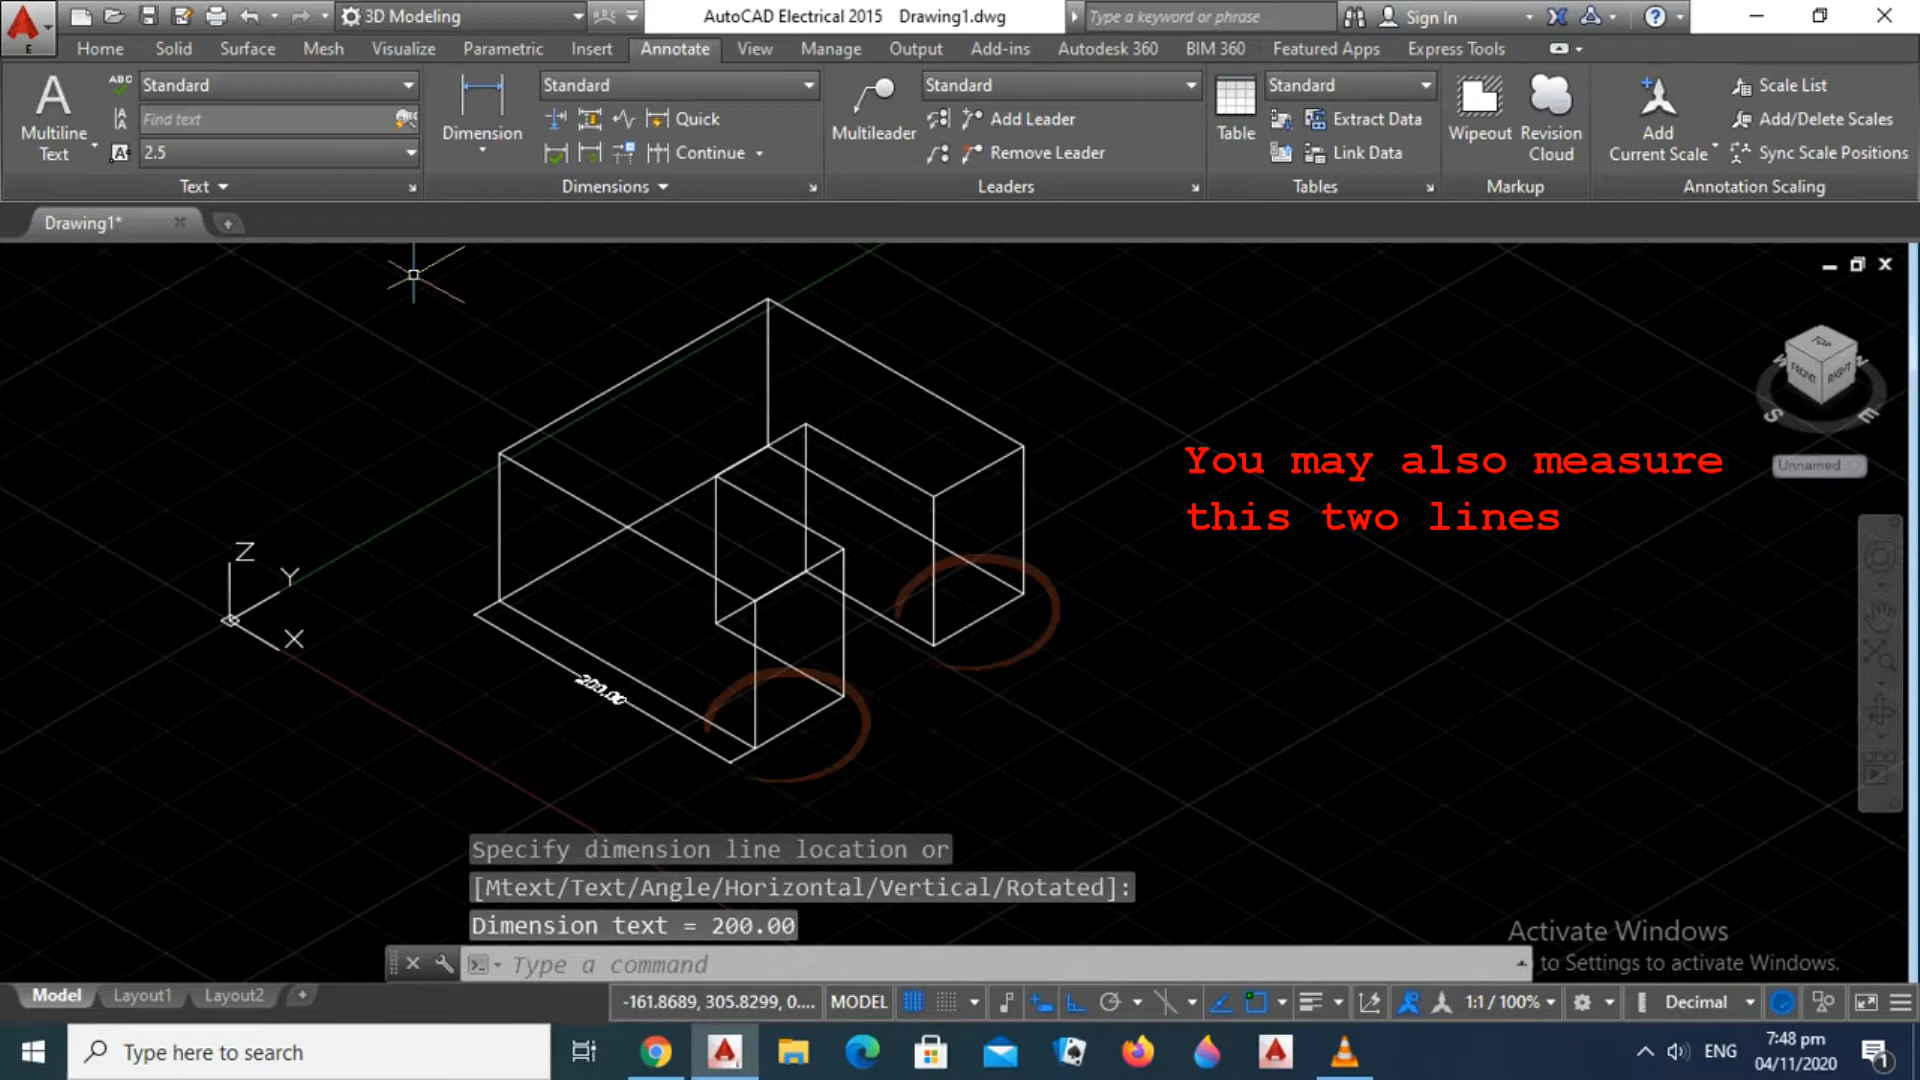 3D Modeling
AutoCAD Electrical 2015 Drawing1.dwg
Type a keyword or phrase
Sign In
E
Home Solid Surface Mesh Visualize Parametric Insert Annotate View Manage Output Add-ins Autodesk 360 BIM 360 Featured Apps Express Tools
A
Multiline
Text
ABC
Standard
Find text
2.5
Text
Dimension
Standard
Quick
Continue
Dimensions
Multileader
Standard
Add Leader
Remove Leader
Leaders
Table
Standard
Extract Data
Link Data
Tables
Wipeout
Revision
Cloud
Markup
Add
Current Scale
Scale List
Add/Delete Scales
Sync Scale Positions
Annotation Scaling
Drawing1*
TOP
FRONT
RIGHT
S
E
Unnamed
You may also measure
this two lines
Z
Y
X
200.00
Specify dimension line location or
[Mtext/Text/Angle/Horizontal/Vertical/Rotated]:
Dimension text = 200.00
Type a command
Activate Windows
to Settings to activate Windows.
Model Layout1 Layout2
-161.8689, 305.8299, 0....
MODEL
1:1 / 100%
Decimal
Type here to search
ENG
7:48 pm
04/11/2020
1